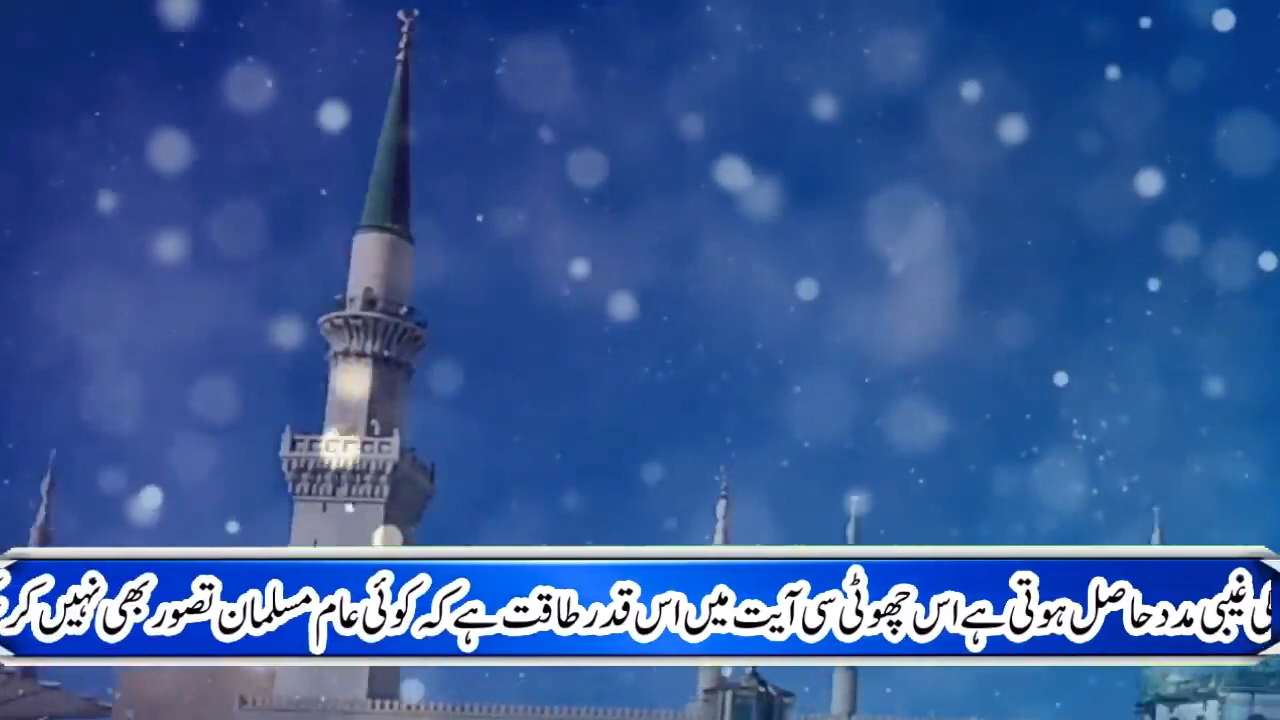 غیبی مدد حاصل ہوتی ہے اس چھوٹی سی آیت میں اس قدر طاقت ہے کہ کوئی عام مسلمان تصور بھی نہیں کر